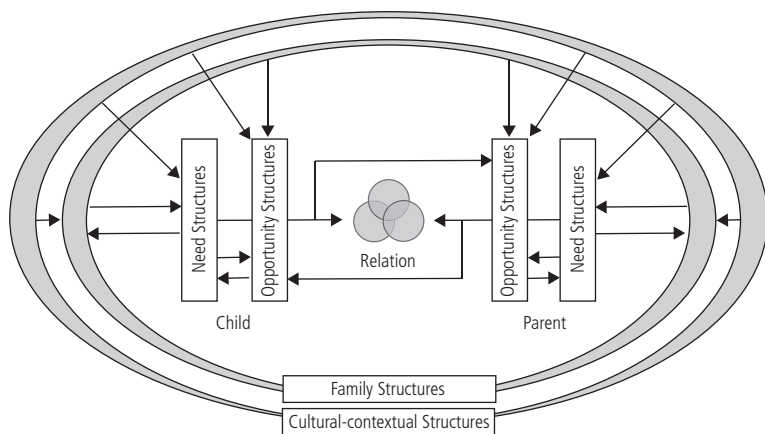 Need Structures
Opportunity Structures
Relation
Opportunity Structures
Need Structures
Child
Parent
Family Structures
Cultural-contextual Structures